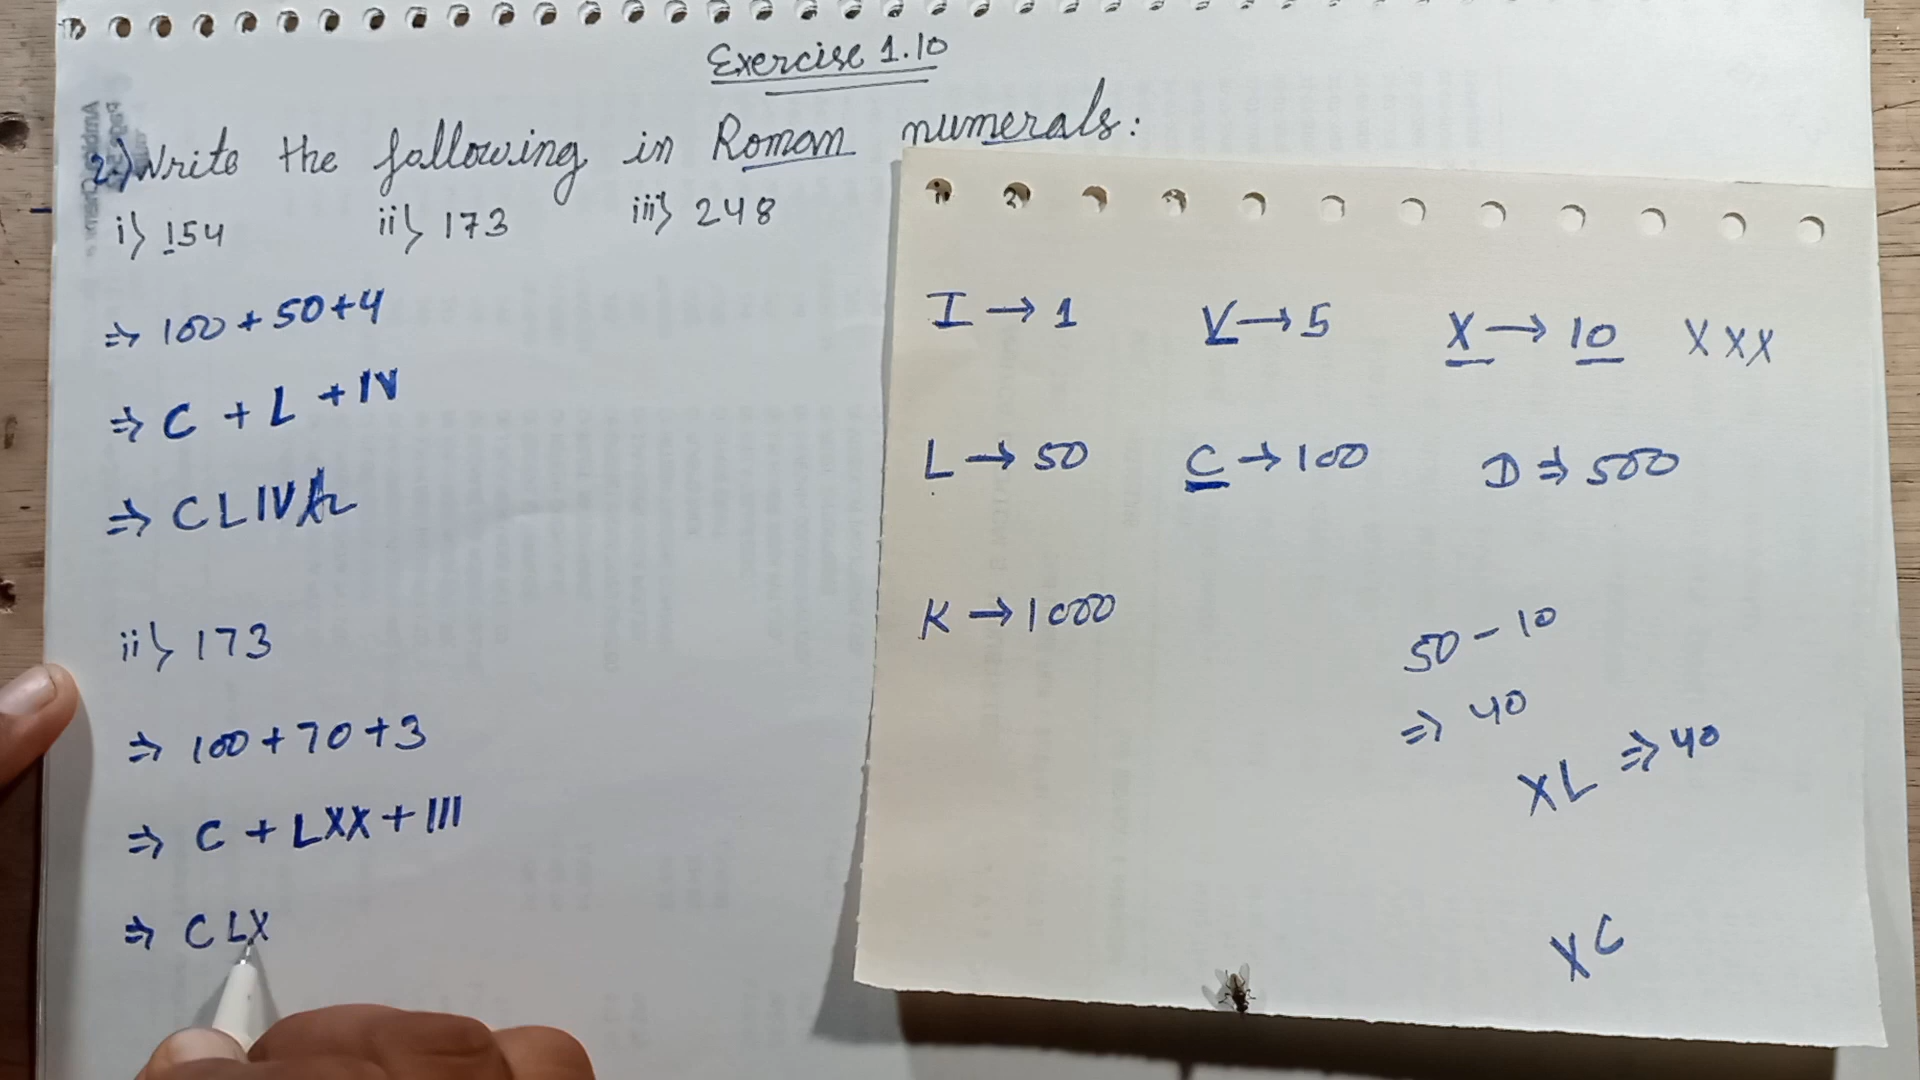 Exercise 1.10
2.) Write the following in Roman numerals:
i) 154 ii) 173 iii) 248
⇒ 100 + 50 + 4
⇒ C + L + IV
⇒ CLIV
ii) 173
⇒ 100 + 70 + 3
⇒ C + LXX + III
⇒ CLX
I → 1 V → 5 X → 10 XXX
L → 50 C → 100 D ⇒ 500
K → 1000
50 - 10
⇒ 40
XL ⇒ 40
XC